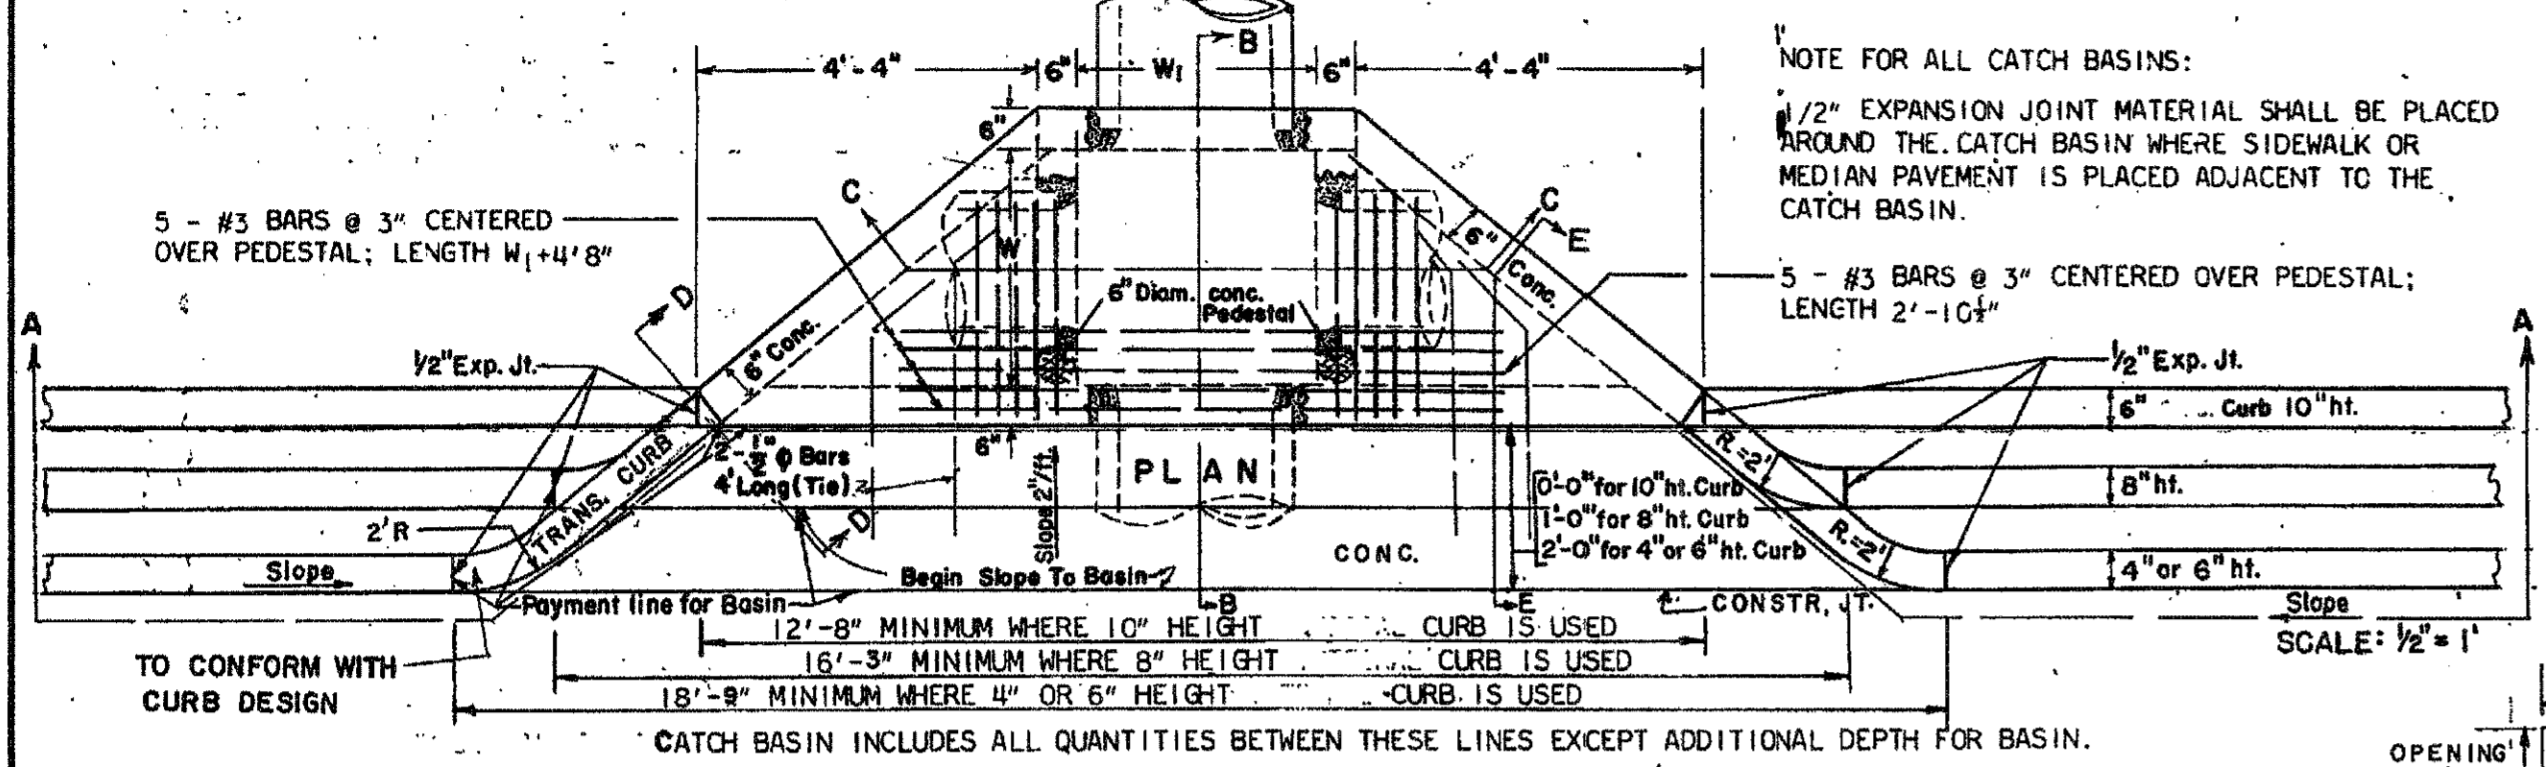 B
4'-4"
6"
W1
6"
4'-4"
NOTE FOR ALL CATCH BASINS:
1/2" EXPANSION JOINT MATERIAL SHALL BE PLACED
AROUND THE CATCH BASIN WHERE SIDEWALK OR
MEDIAN PAVEMENT IS PLACED ADJACENT TO THE
CATCH BASIN.
6"
C
C
5 - #3 BARS @ 3" CENTERED
OVER PEDESTAL; LENGTH W1+4'8"
W
6"
E
Conc.
5 - #3 BARS @ 3" CENTERED OVER PEDESTAL;
LENGTH 2'-10½"
D
6" Diam. conc.
Pedestal
A
A
6" Conc.
1/2" Exp. Jt.
1/2" Exp. Jt.
6"
Curb 10" ht.
TRANS. CURB
6"
R.=2'
φ Bars
4' Long (Tie)
Slope 2"/ft.
PLAN
0'-0" for 10" ht. Curb
1'-0" for 8" ht. Curb
2'-0" for 4" or 6" ht. Curb
8" ht.
2'R
D
R.=2'
CONC.
4" or 6" ht.
Slope
Begin Slope To Basin
Payment line for Basin
B
E
CONSTR. JT.
Slope
12'-8" MINIMUM WHERE 10" HEIGHT CURB IS USED
SCALE: 1/2" = 1'
16'-3" MINIMUM WHERE 8" HEIGHT CURB IS USED
TO CONFORM WITH
CURB DESIGN
18'-9" MINIMUM WHERE 4" OR 6" HEIGHT CURB IS USED
CATCH BASIN INCLUDES ALL QUANTITIES BETWEEN THESE LINES EXCEPT ADDITIONAL DEPTH FOR BASIN.
OPENING